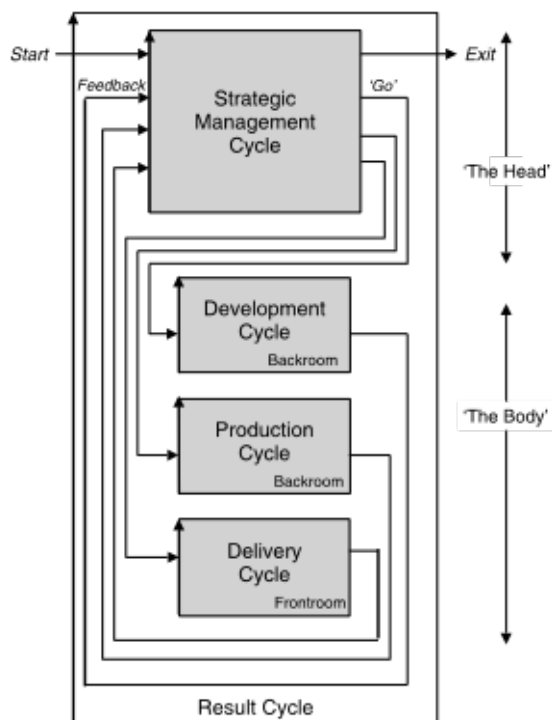 Start
Exit
Feedback
'Go'
Strategic
Management
Cycle
'The Head'
Development
Cycle
Backroom
'The Body'
Production
Cycle
Backroom
Delivery
Cycle
Frontroom
Result Cycle